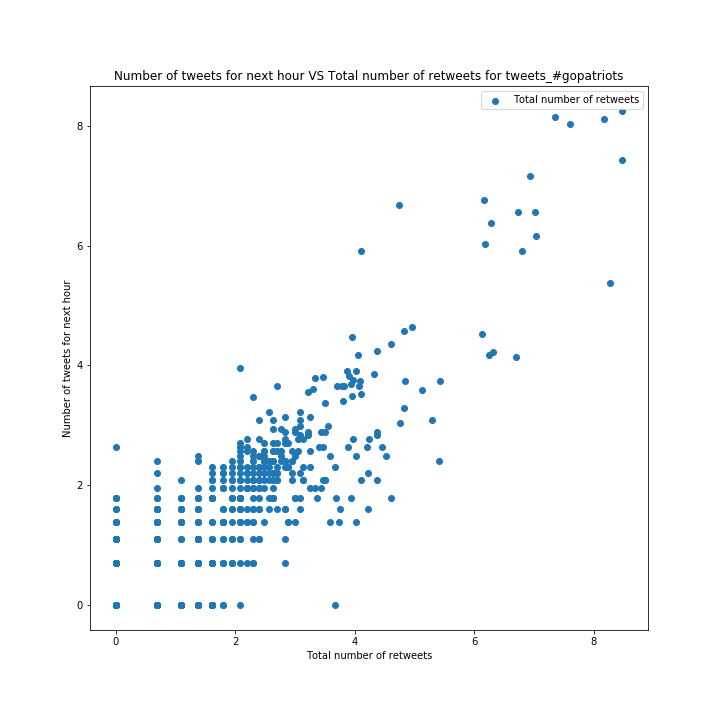 Number of tweets for next hour VS Total number of retweets for tweets_#gopatriots
Total number of retweets
8
6
4
2
0
Number of tweets for next hour
0 2 4 6 8
Total number of retweets